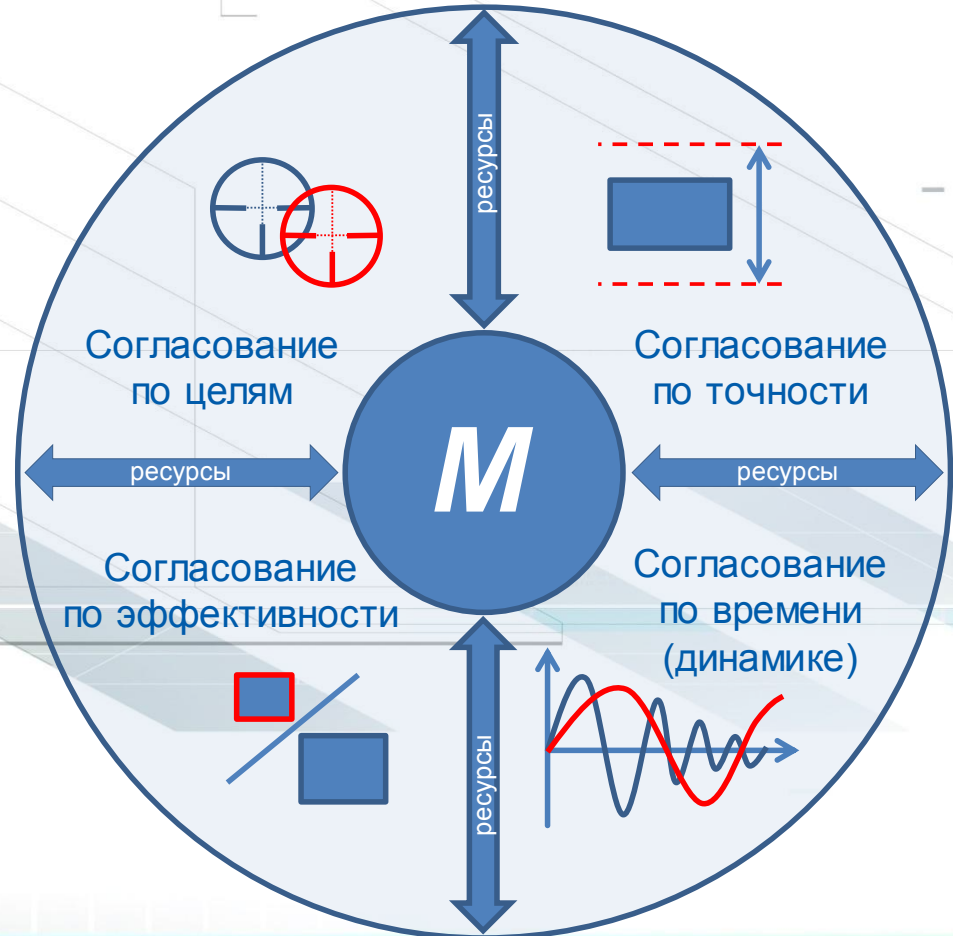 ресурсы
Согласование
по целям
Согласование
по точности
ресурсы
M
ресурсы
Согласование
по эффективности
Согласование
по времени
(динамике)
ресурсы